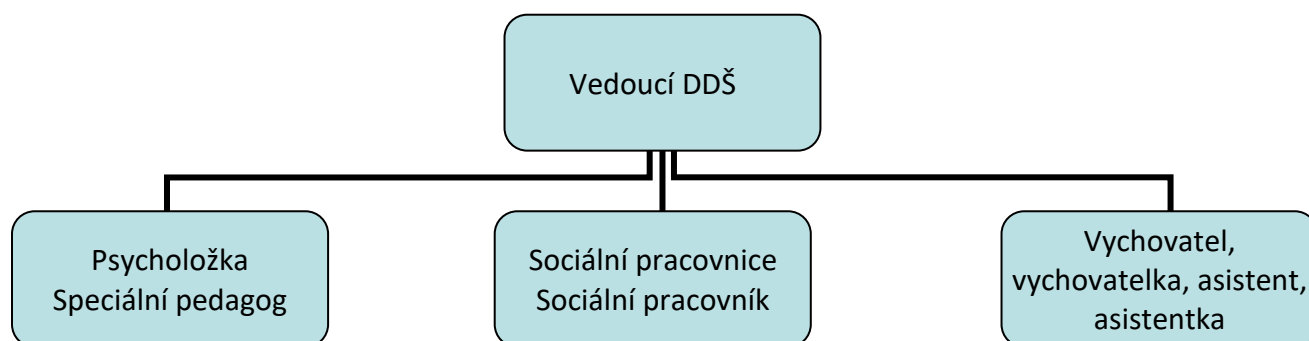 Vedoucí DDŠ
Psycholožka
Speciální pedagog
Sociální pracovnice
Sociální pracovník
Vychovatel,
vychovatelka, asistent,
asistentka